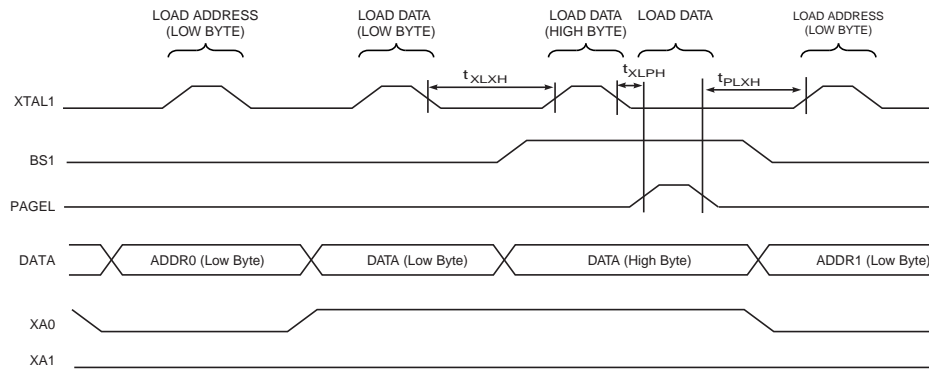 LOAD ADDRESS
(LOW BYTE)
LOAD DATA
(LOW BYTE)
LOAD DATA
(HIGH BYTE)
LOAD DATA
LOAD ADDRESS
(LOW BYTE)
XTAL1
tXLXH
tXLPH
tPLXH
BS1
PAGEL
DATA
ADDR0 (Low Byte)
DATA (Low Byte)
DATA (High Byte)
ADDR1 (Low Byte)
XA0
XA1